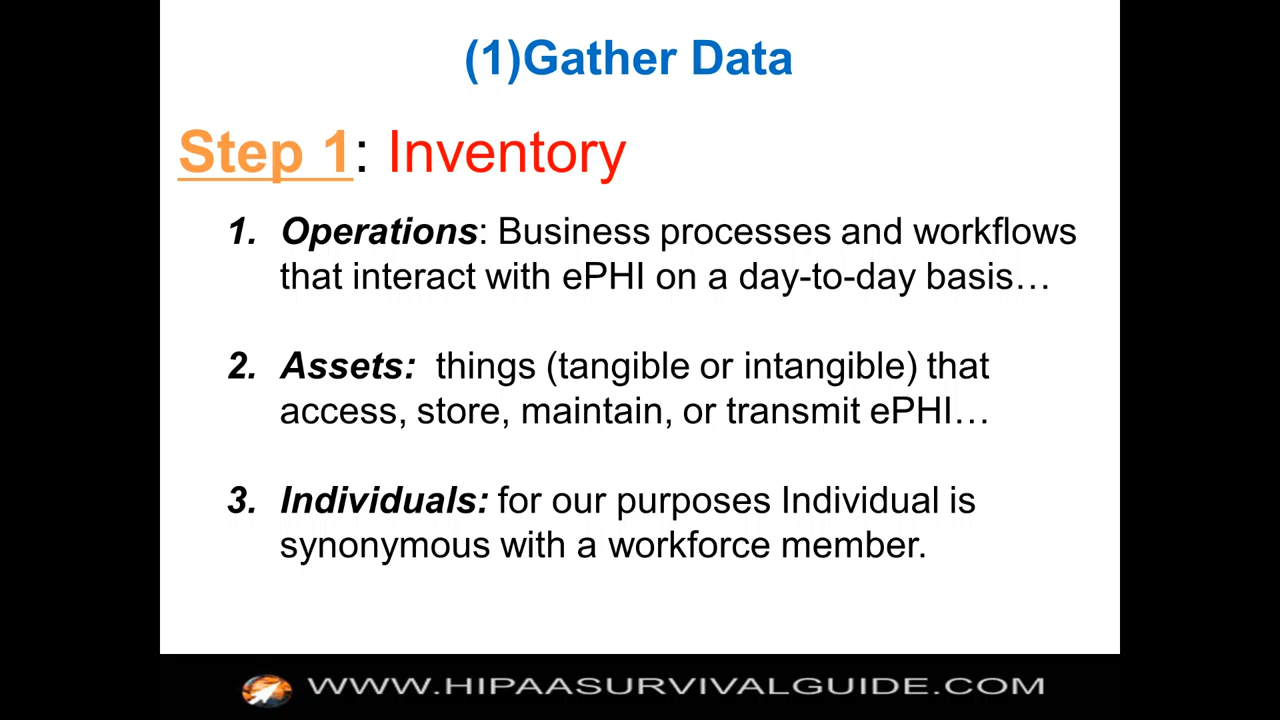 (1)Gather Data
Step 1: Inventory
1. Operations: Business processes and workflows
that interact with ePHI on a day-to-day basis…
2. Assets: things (tangible or intangible) that
access, store, maintain, or transmit ePHI…
3. Individuals: for our purposes Individual is
synonymous with a workforce member.
WWW.HIPAASURVIVALGUIDE.COM